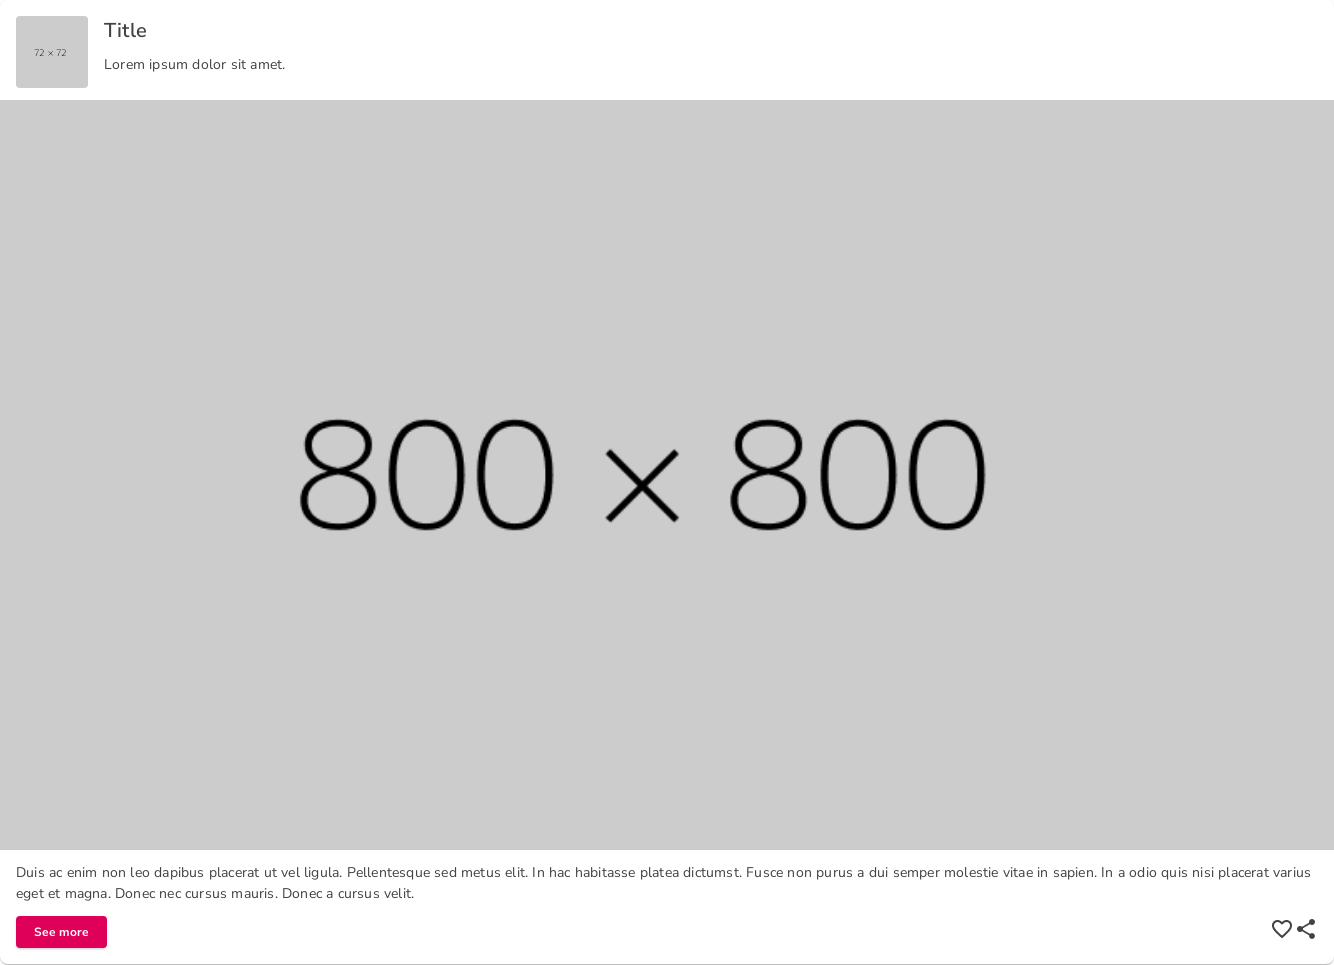 72 × 72
Title
Lorem ipsum dolor sit amet.
800 × 800
Duis ac enim non leo dapibus placerat ut vel ligula. Pellentesque sed metus elit. In hac habitasse platea dictumst. Fusce non purus a dui semper molestie vitae in sapien. In a odio quis nisi placerat varius
eget et magna. Donec nec cursus mauris. Donec a cursus velit.
See more